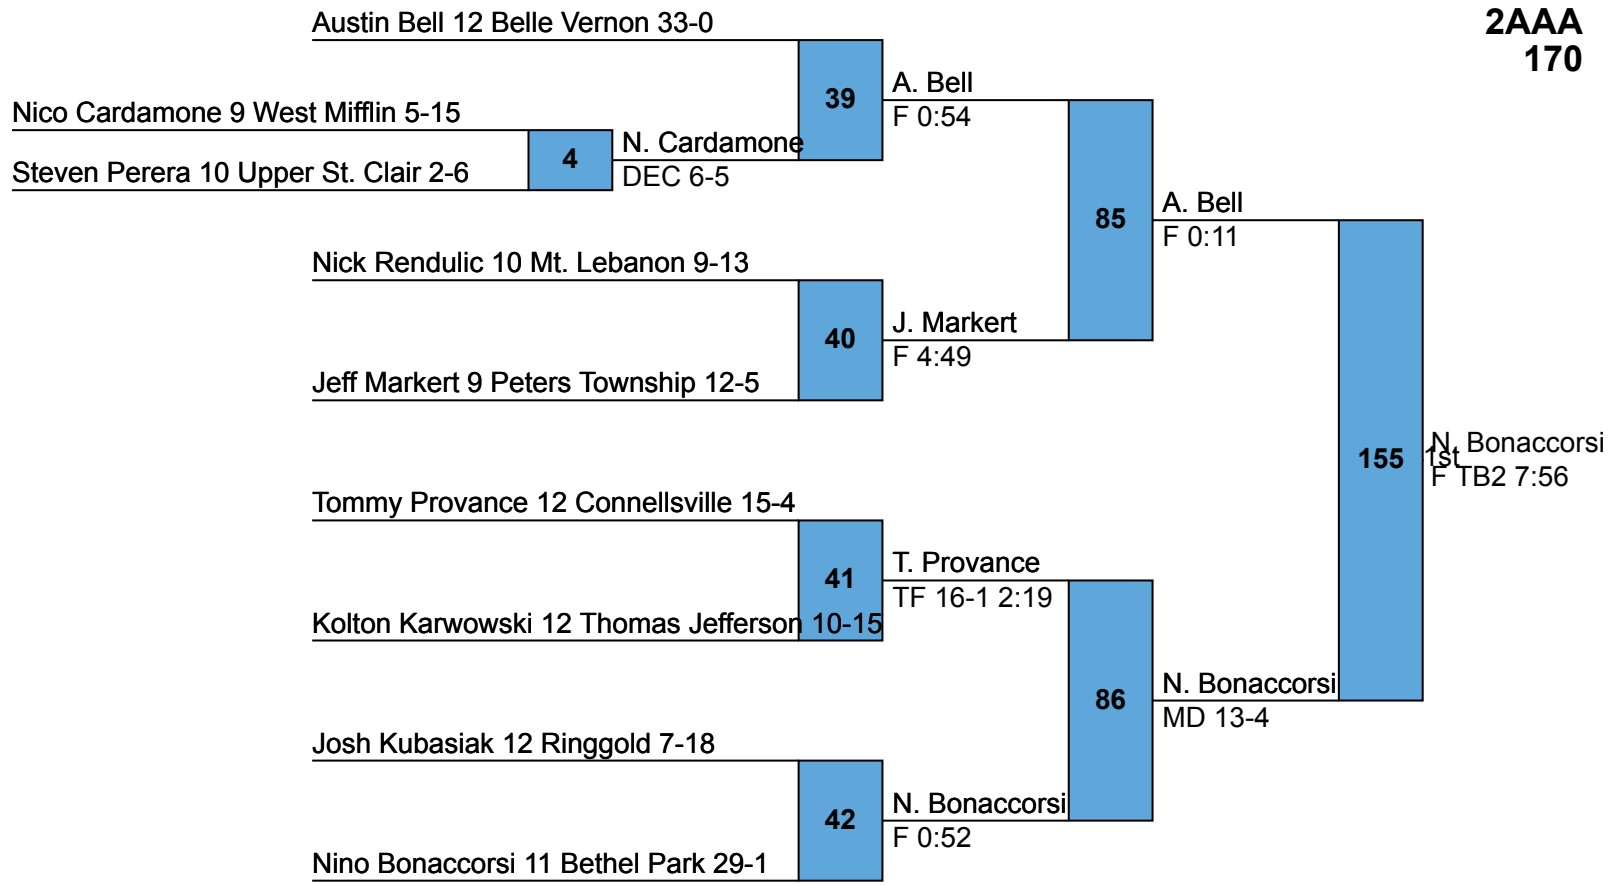 2AAA
170
Austin Bell 12 Belle Vernon 33-0
39
A. Bell
F 0:54
Nico Cardamone 9 West Mifflin 5-15
4
N. Cardamone
DEC 6-5
Steven Perera 10 Upper St. Clair 2-6
85
A. Bell
F 0:11
Nick Rendulic 10 Mt. Lebanon 9-13
40
J. Markert
F 4:49
Jeff Markert 9 Peters Township 12-5
155
1st
N. Bonaccorsi
F TB2 7:56
Tommy Provance 12 Connellsville 15-4
41
T. Provance
TF 16-1 2:19
Kolton Karwowski 12 Thomas Jefferson 10-15
86
N. Bonaccorsi
MD 13-4
Josh Kubasiak 12 Ringgold 7-18
42
N. Bonaccorsi
F 0:52
Nino Bonaccorsi 11 Bethel Park 29-1